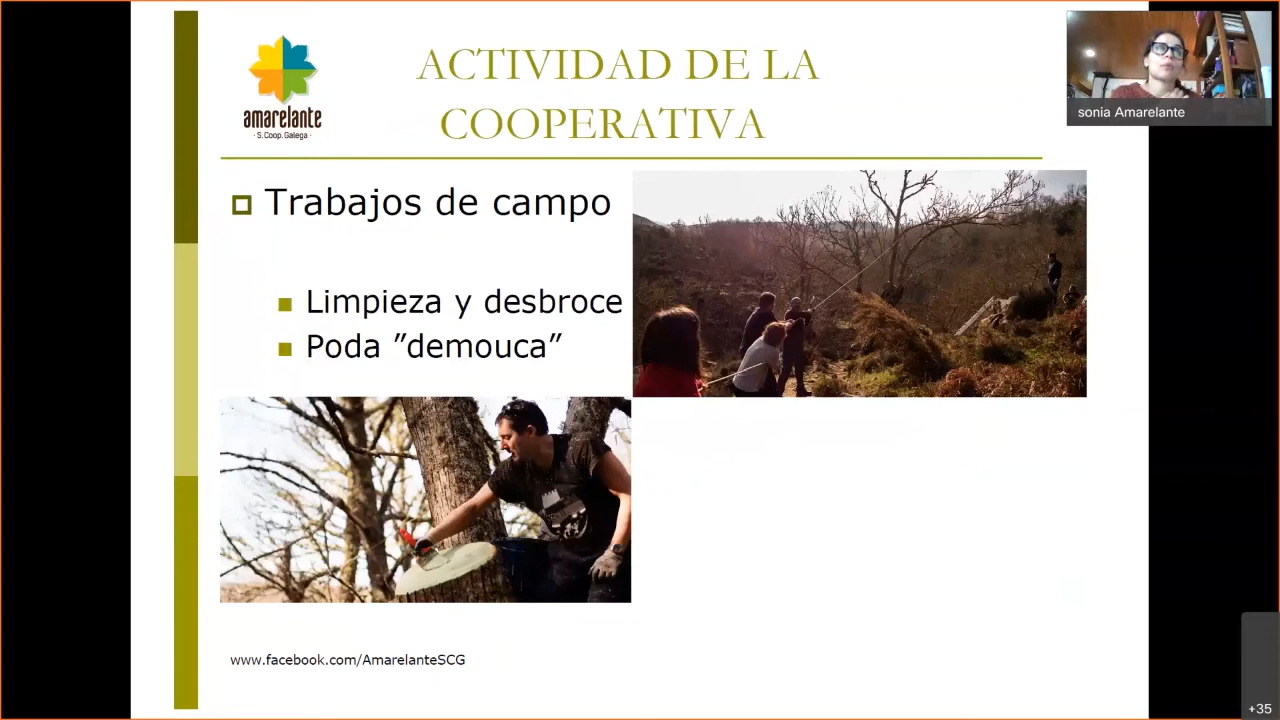 amarelante
· S.Coop.Galega ·
ACTIVIDAD DE LA
COOPERATIVA
sonia Amarelante
Trabajos de campo
Limpieza y desbroce
Poda ”demouca”
www.facebook.com/AmarelanteSCG
+35